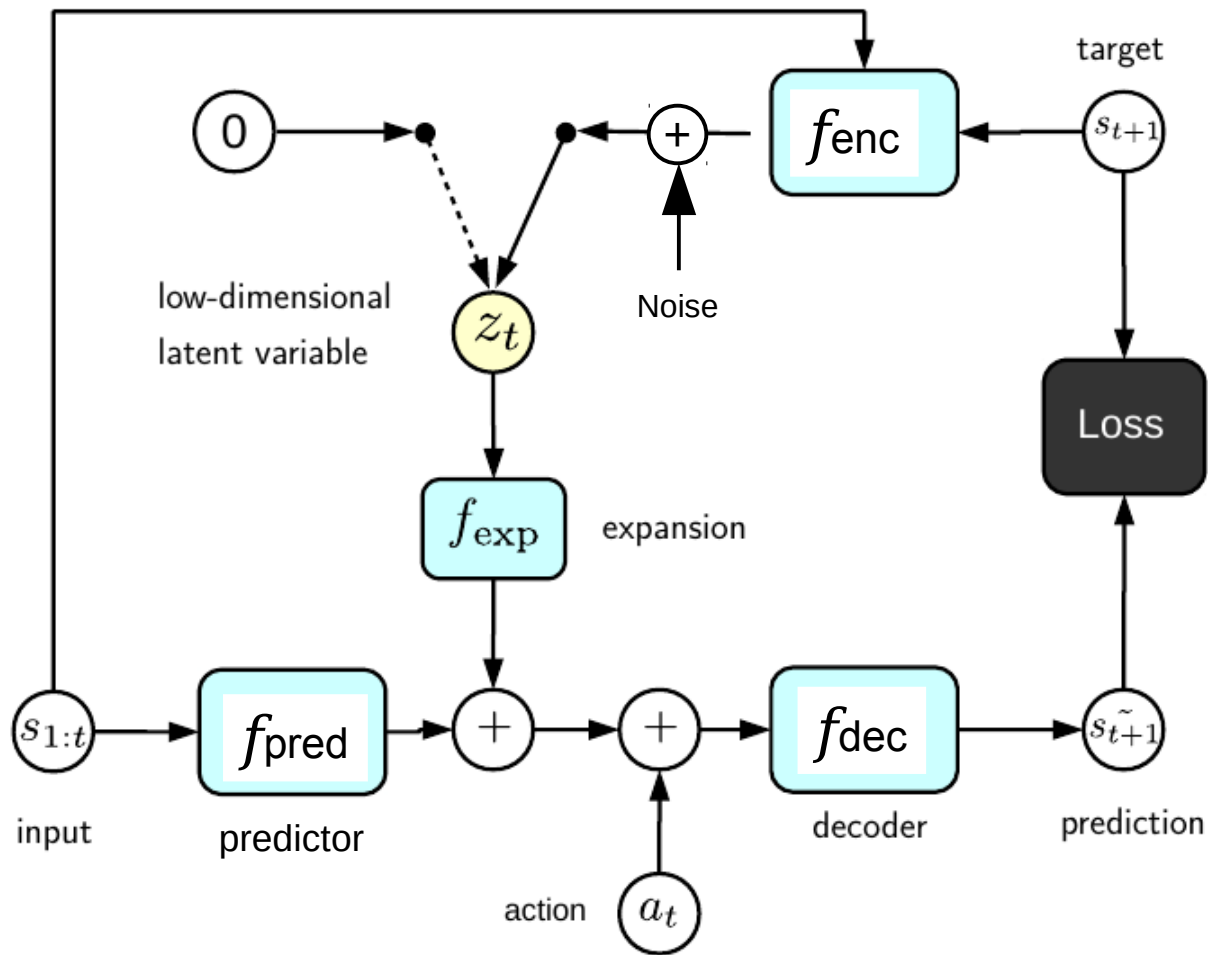 target
0
+
fenc
st+1
low-dimensional
latent variable
zt
Noise
Loss
fexp
expansion
s1:t
fpred
+
+
fdec
s̃t+1
input
predictor
decoder
prediction
action
at